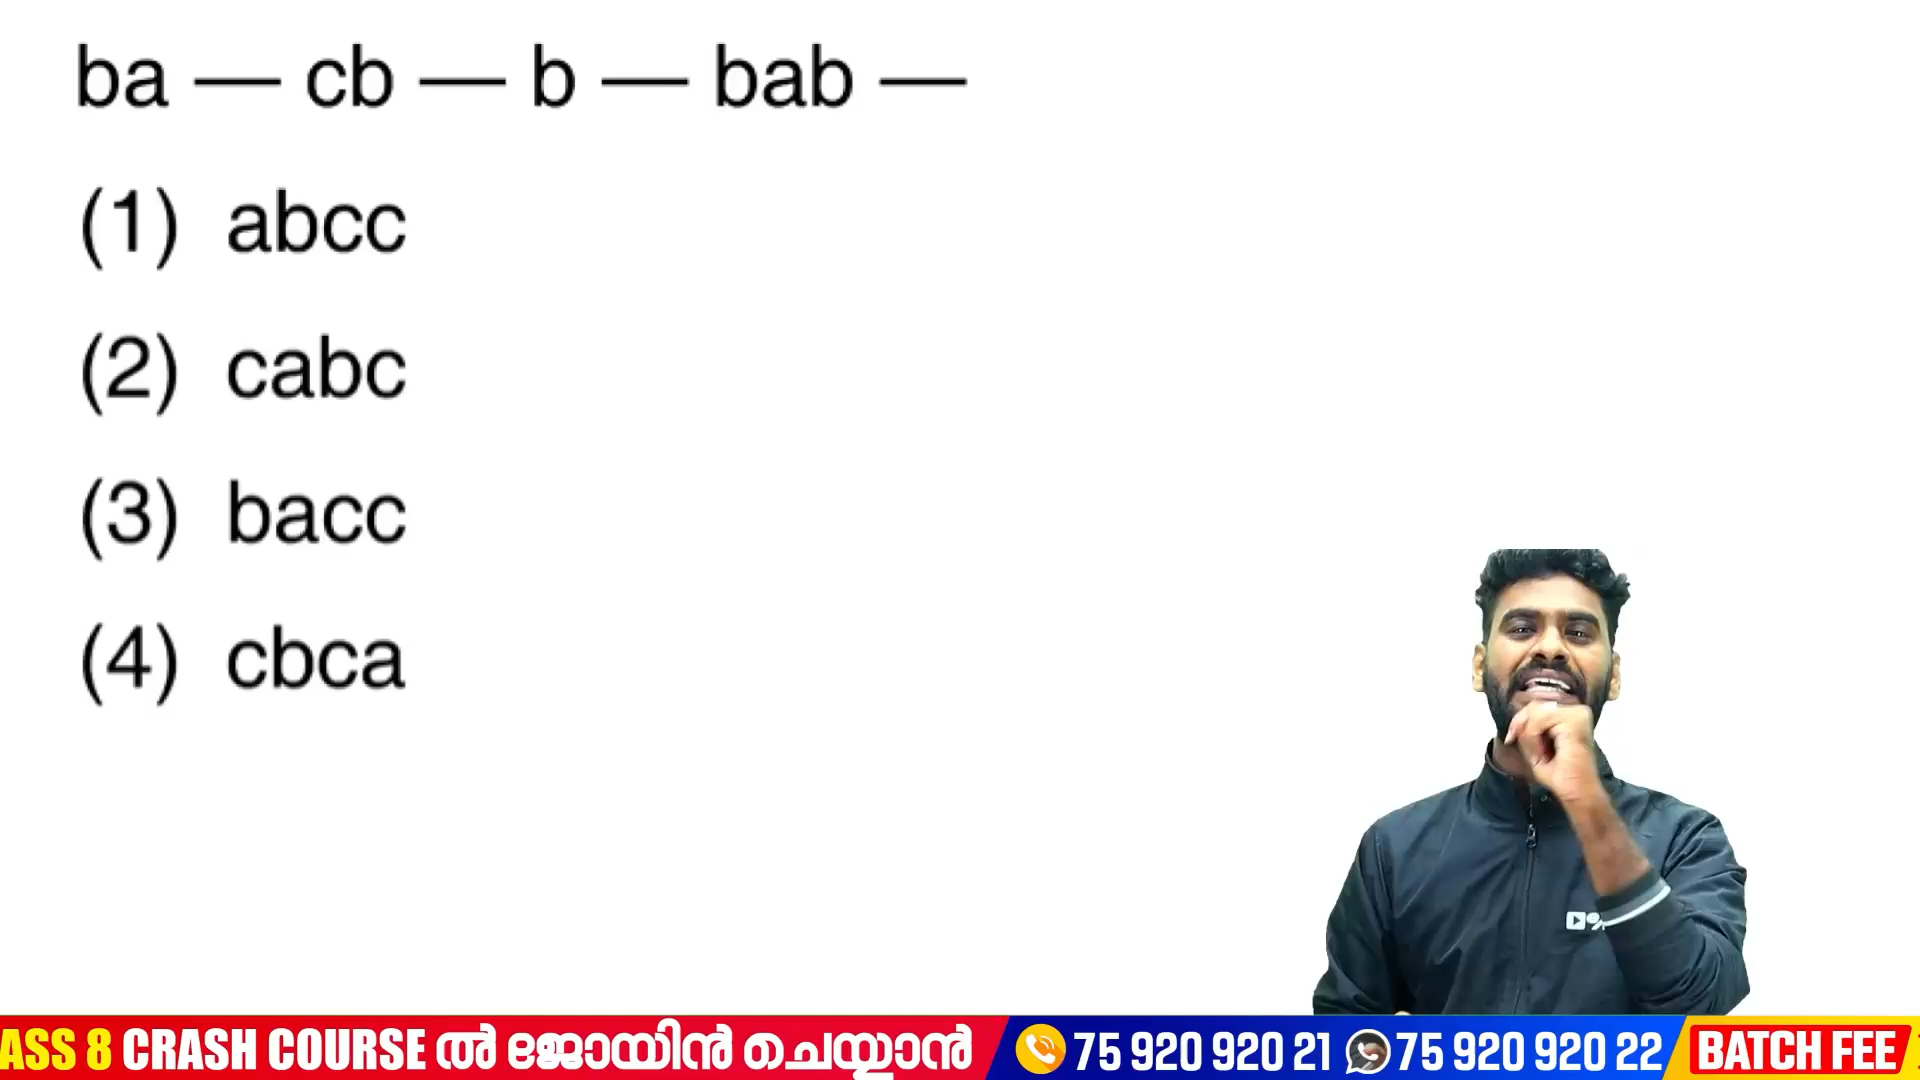 ba — cb — b — bab —
(1) abcc
(2) cabc
(3) bacc
(4) cbca
ASS 8 CRASH COURSE ൽ ജോയിൻ ചെയ്യാൻ 75 920 920 21 75 920 920 22 BATCH FEE